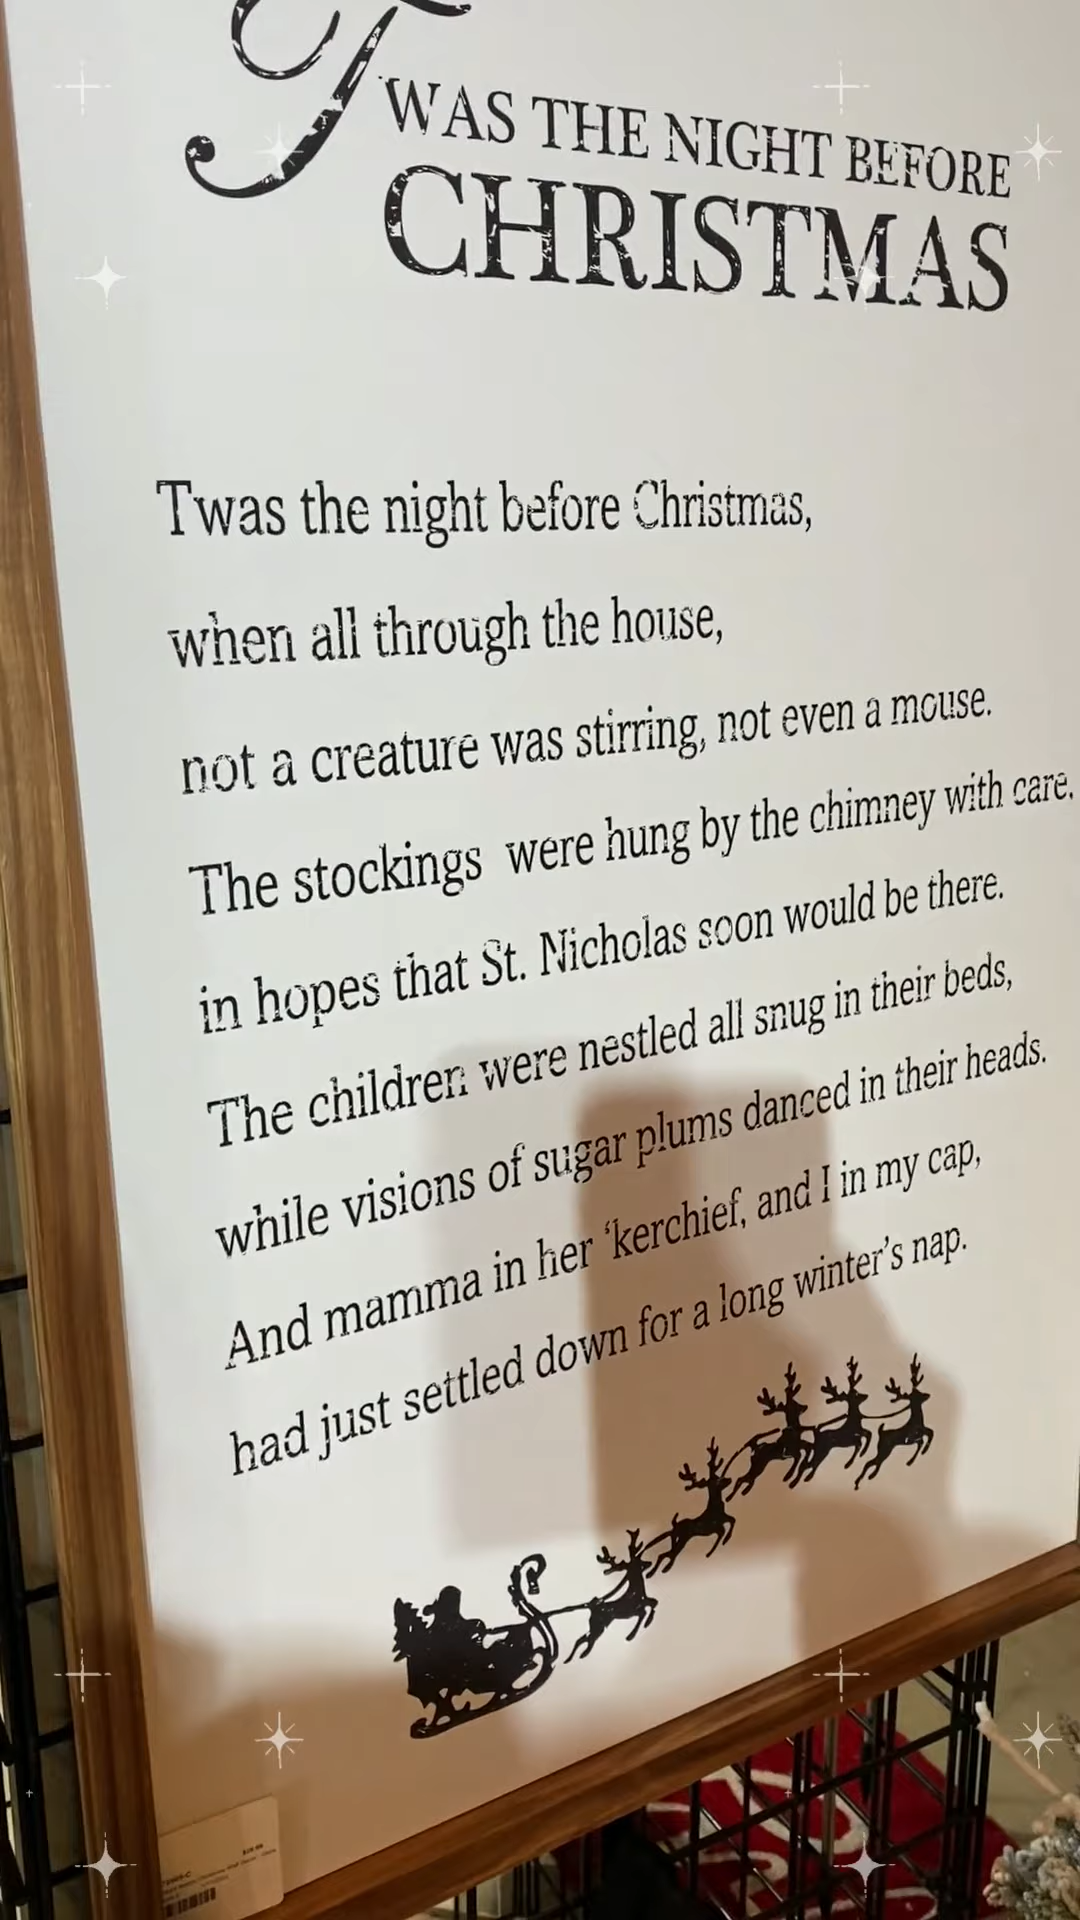 Twas the night before
Christmas
Twas the night before Christmas,
when all through the house,
not a creature was stirring, not even a mouse.
The stockings were hung by the chimney with care.
in hopes that St. Nicholas soon would be there.
The children were nestled all snug in their beds,
while visions of sugar plums danced in their heads.
And mamma in her ‘kerchief, and I in my cap,
had just settled down for a long winter’s nap.